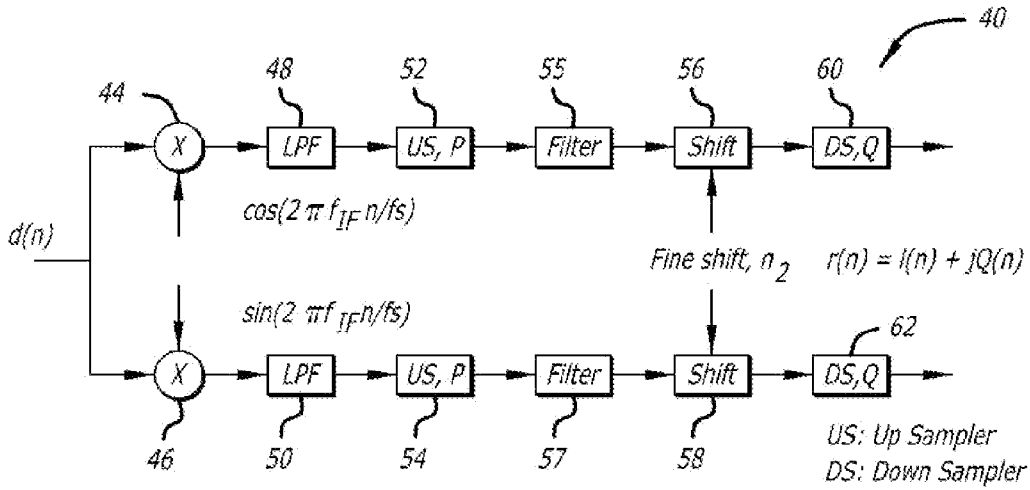 40
44
48
52
55
56
60
X
LPF
US, P
Filter
Shift
DS,Q
cos(2 π f_IF n/fs)
d(n)
Fine shift, n_2
r(n) = I(n) + jQ(n)
sin(2 πf_IF n/fs)
62
X
LPF
US, P
Filter
Shift
DS,Q
46
50
54
57
58
US: Up Sampler
DS: Down Sampler